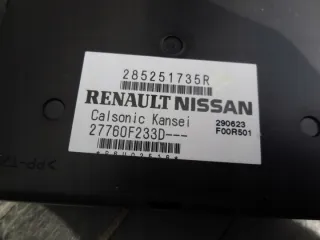 285251735R
RENAULT NISSAN
Calsonic Kansei
290623
27760F233D---
F00R501